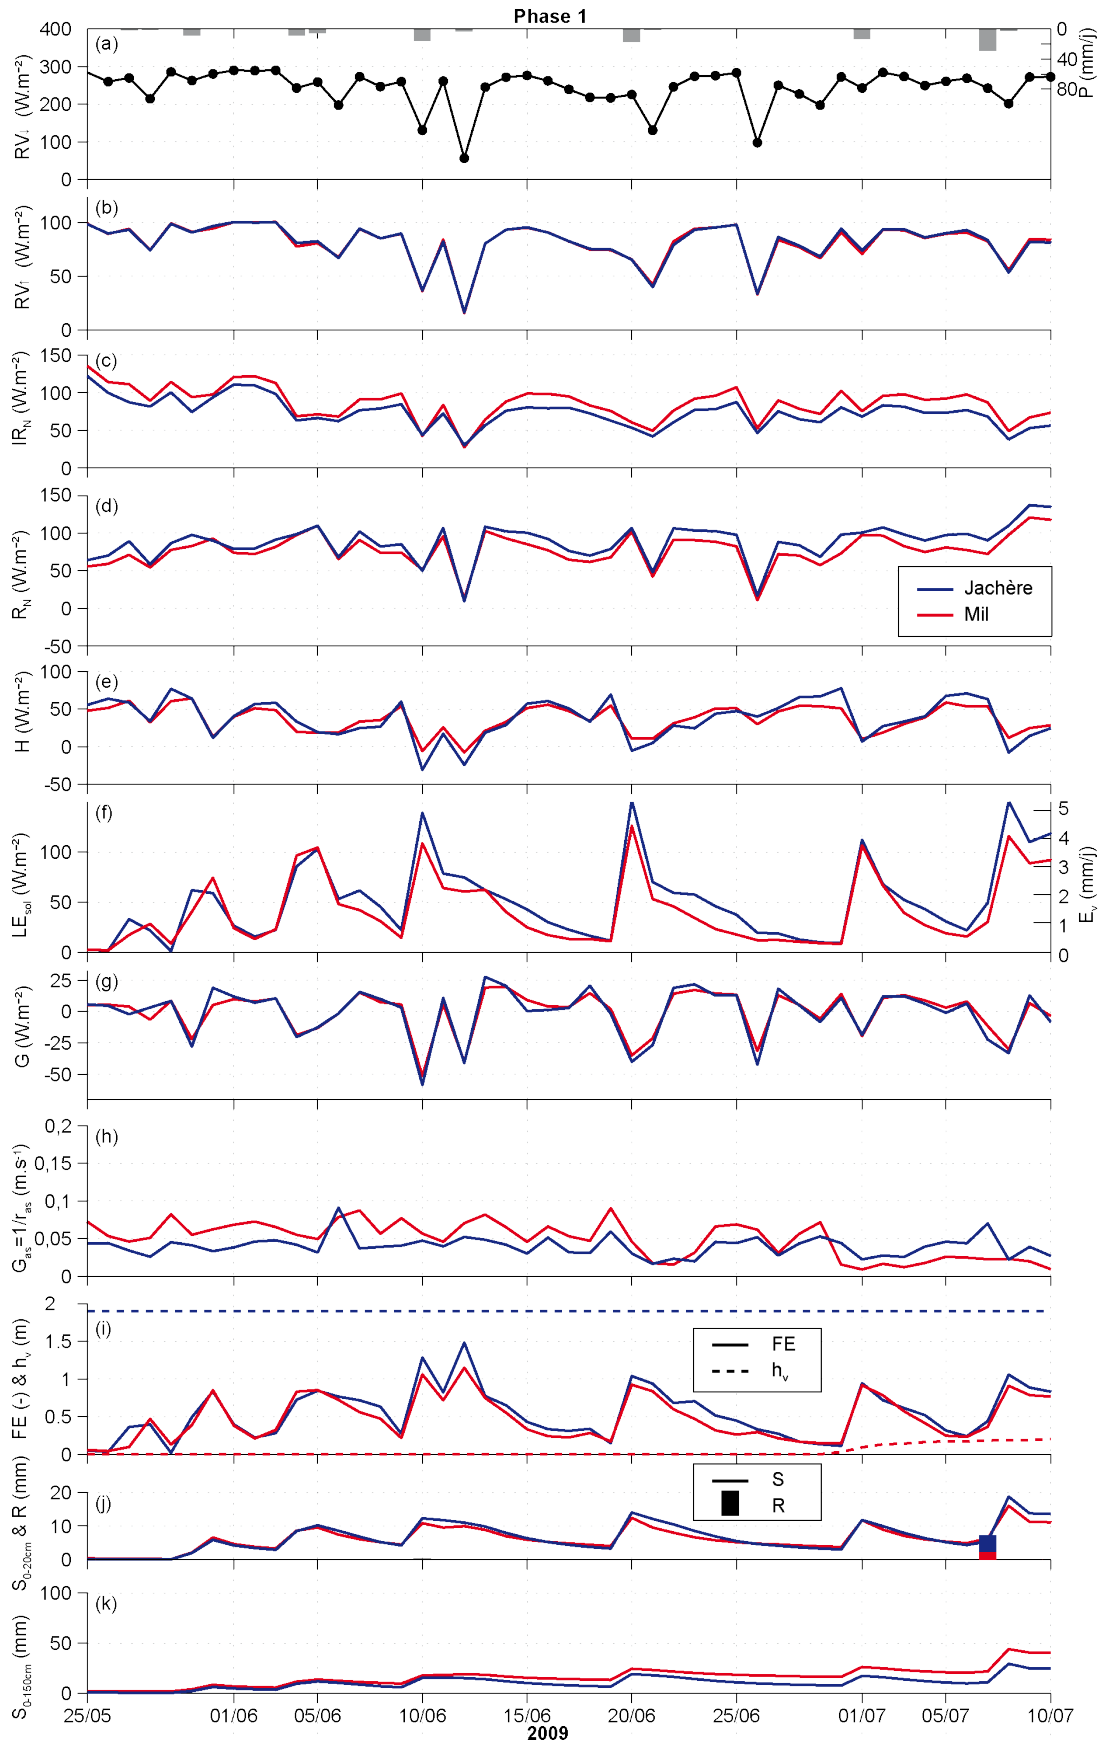 Phase 1
(a)
400
300
200
100
0
RV↓ (W.m⁻²)
0
40
80
P (mm/j)
(b)
100
50
0
RV↑ (W.m⁻²)
(c)
150
100
50
0
IR_N (W.m⁻²)
(d)
150
100
50
0
-50
R_N (W.m⁻²)
Jachère
Mil
(e)
100
50
0
-50
H (W.m⁻²)
(f)
100
50
0
LE_sol (W.m⁻²)
5
4
3
2
1
0
E_v (mm/j)
(g)
25
0
-25
-50
G (W.m⁻²)
(h)
0,2
0,15
0,1
0,05
0
G_as=1/r_as (m.s⁻¹)
(i)
2
1.5
1
0.5
0
FE (-) & h_v (m)
FE
h_v
(j)
20
10
0
S_0-20cm & R (mm)
S
R
(k)
100
50
0
S_0-150cm (mm)
25/05 01/06 05/06 10/06 15/06 20/06 25/06 01/07 05/07 10/07
2009